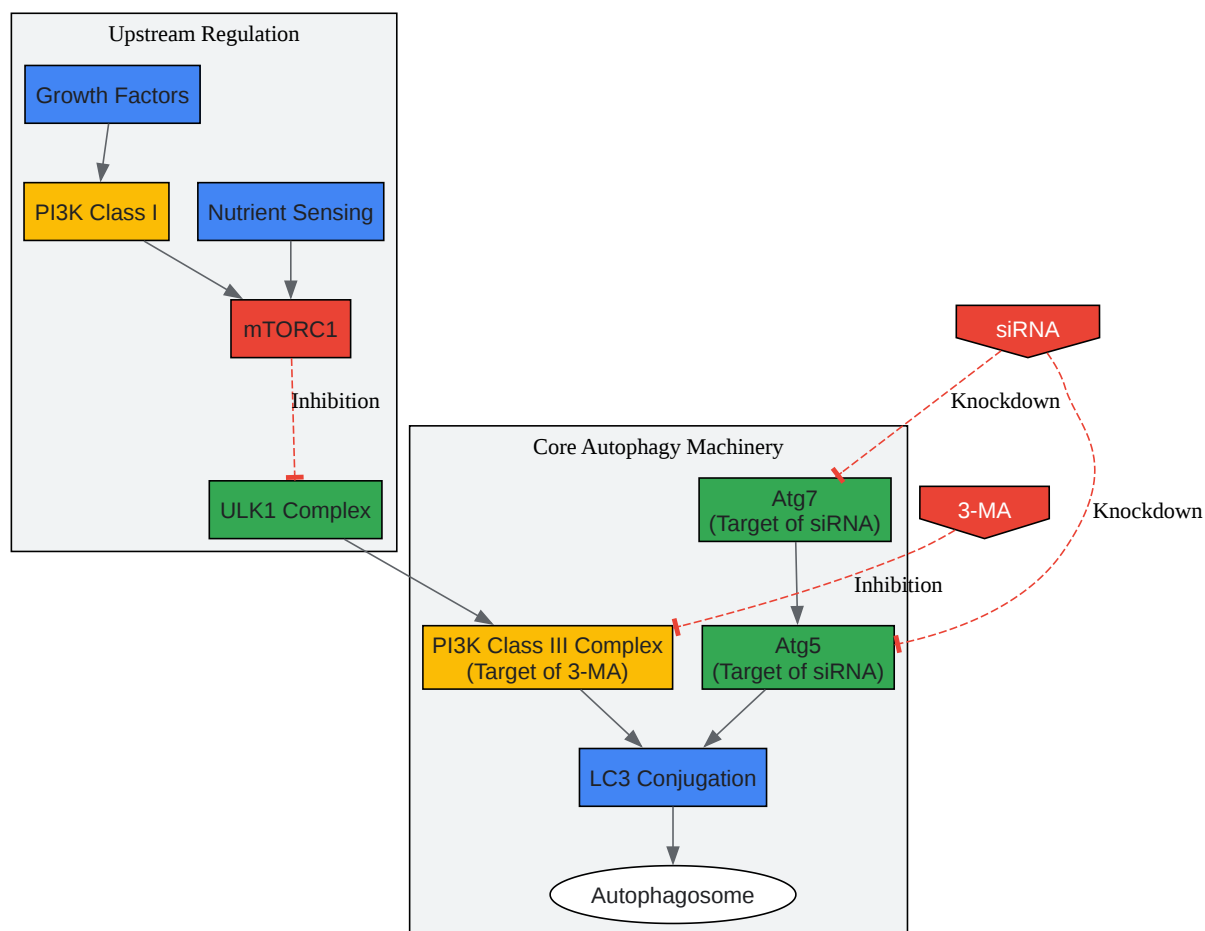 Upstream Regulation
Growth Factors
PI3K Class I
Nutrient Sensing
mTORC1
Inhibition
ULK1 Complex
siRNA
Knockdown
Knockdown
Core Autophagy Machinery
Atg7
(Target of siRNA)
3-MA
Inhibition
PI3K Class III Complex
(Target of 3-MA)
Atg5
(Target of siRNA)
LC3 Conjugation
Autophagosome